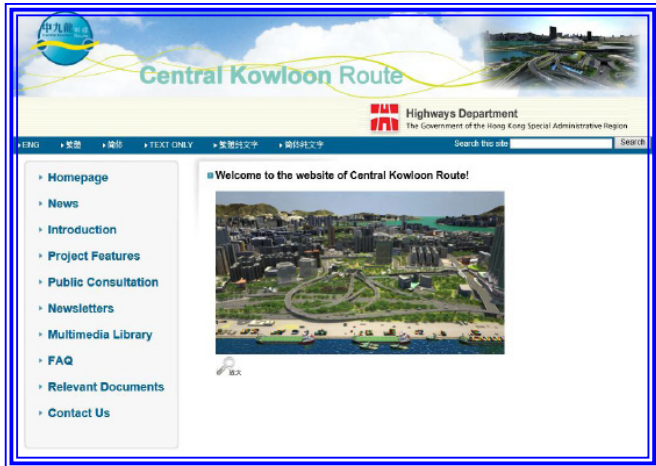 中九龍幹線
Central Kowloon Route
Highways Department
The Government of the Hong Kong Special Administrative Region
ENG 繁體 简体 TEXT ONLY 繁體純文字 简体纯文字 Search this site Search
Homepage
News
Introduction
Project Features
Public Consultation
Newsletters
Multimedia Library
FAQ
Relevant Documents
Contact Us
Welcome to the website of Central Kowloon Route!
放大